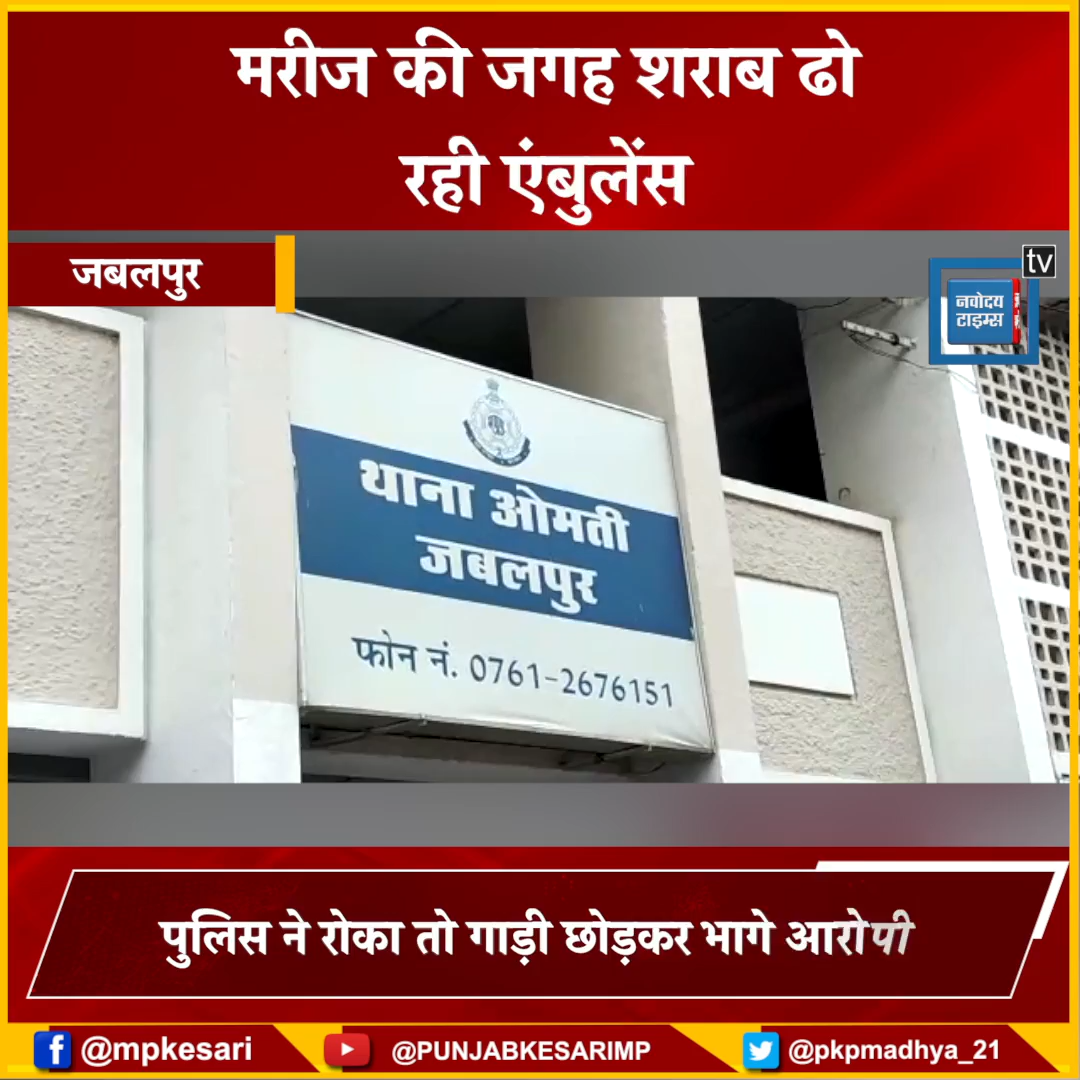 मरीज की जगह शराब ढो
रही एंबुलेंस
जबलपुर
tv
नवोदय
टाइम्स
थाना ओमती
जबलपुर
फोन नं. 0761-2676151
पुलिस ने रोका तो गाड़ी छोड़कर भागे आरोपी
@mpkesari
@PUNJABKESARIMP
@pkpmadhya_21